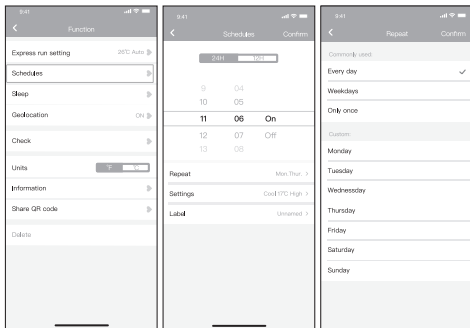 9:41
Function
Express run setting 26°C Auto
Schedules
Sleep
Geolocation ON
Check
Units °F °C
Information
Share QR code
Delete
9:41
Schedules Confirm
24H 12H
9 04
10 05
11 06 On
12 07 Off
13 08
Repeat Mon.Thur.
Settings Cool 17°C High
Label Unnamed
9:41
Repeat Confirm
Commonly used
Every day
Weekdays
Only once
Custom
Monday
Tuesday
Wednessday
Thursday
Friday
Saturday
Sunday